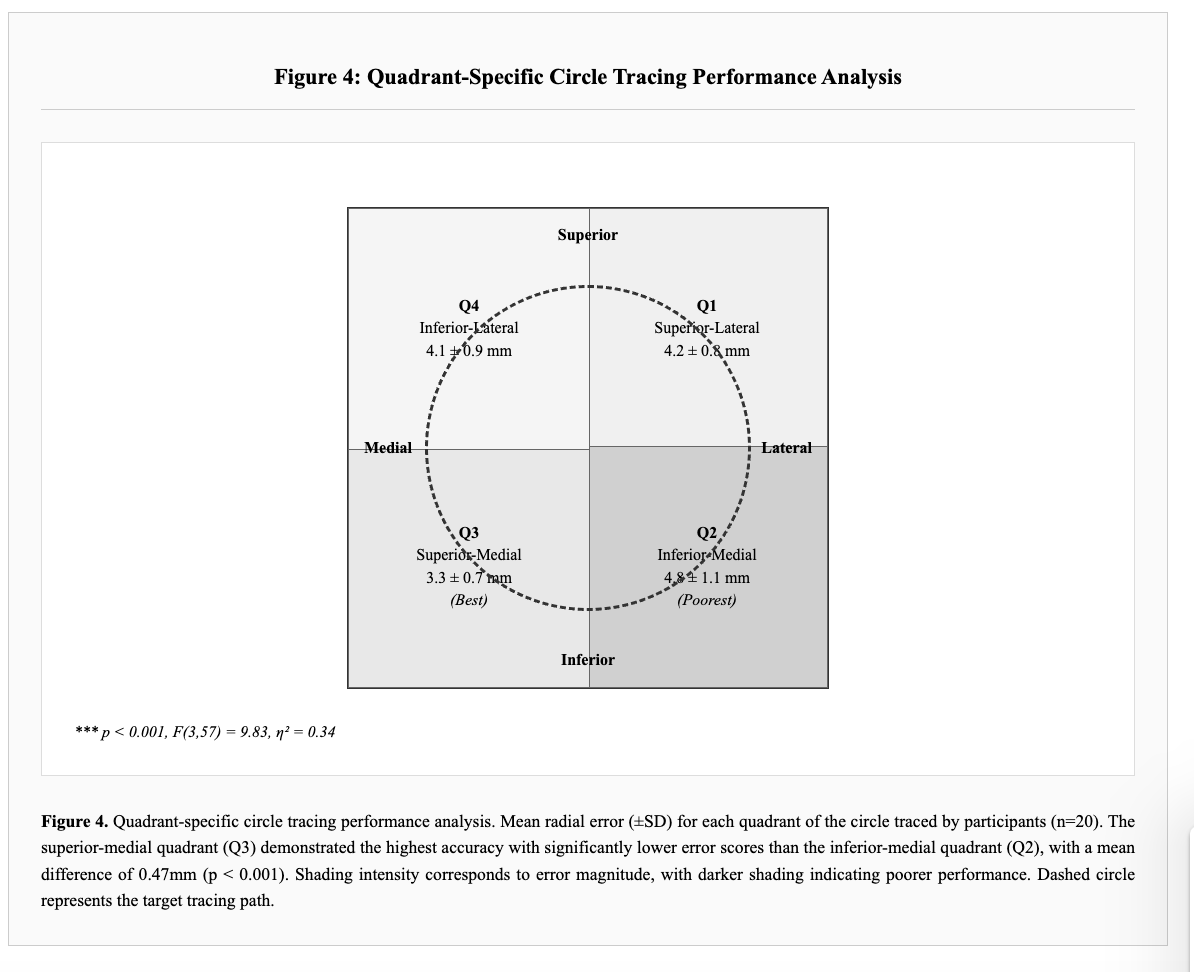 Figure 4: Quadrant-Specific Circle Tracing Performance Analysis
Superior
Q4
Inferior-Lateral
4.1 ± 0.9 mm
Q1
Superior-Lateral
4.2 ± 0.8 mm
Medial
Lateral
Q3
Superior-Medial
3.3 ± 0.7 mm
(Best)
Q2
Inferior-Medial
4.8 ± 1.1 mm
(Poorest)
Inferior
*** p < 0.001, F(3,57) = 9.83, η² = 0.34
Figure 4. Quadrant-specific circle tracing performance analysis. Mean radial error (±SD) for each quadrant of the circle traced by participants (n=20). The
superior-medial quadrant (Q3) demonstrated the highest accuracy with significantly lower error scores than the inferior-medial quadrant (Q2), with a mean
difference of 0.47mm (p < 0.001). Shading intensity corresponds to error magnitude, with darker shading indicating poorer performance. Dashed circle
represents the target tracing path.